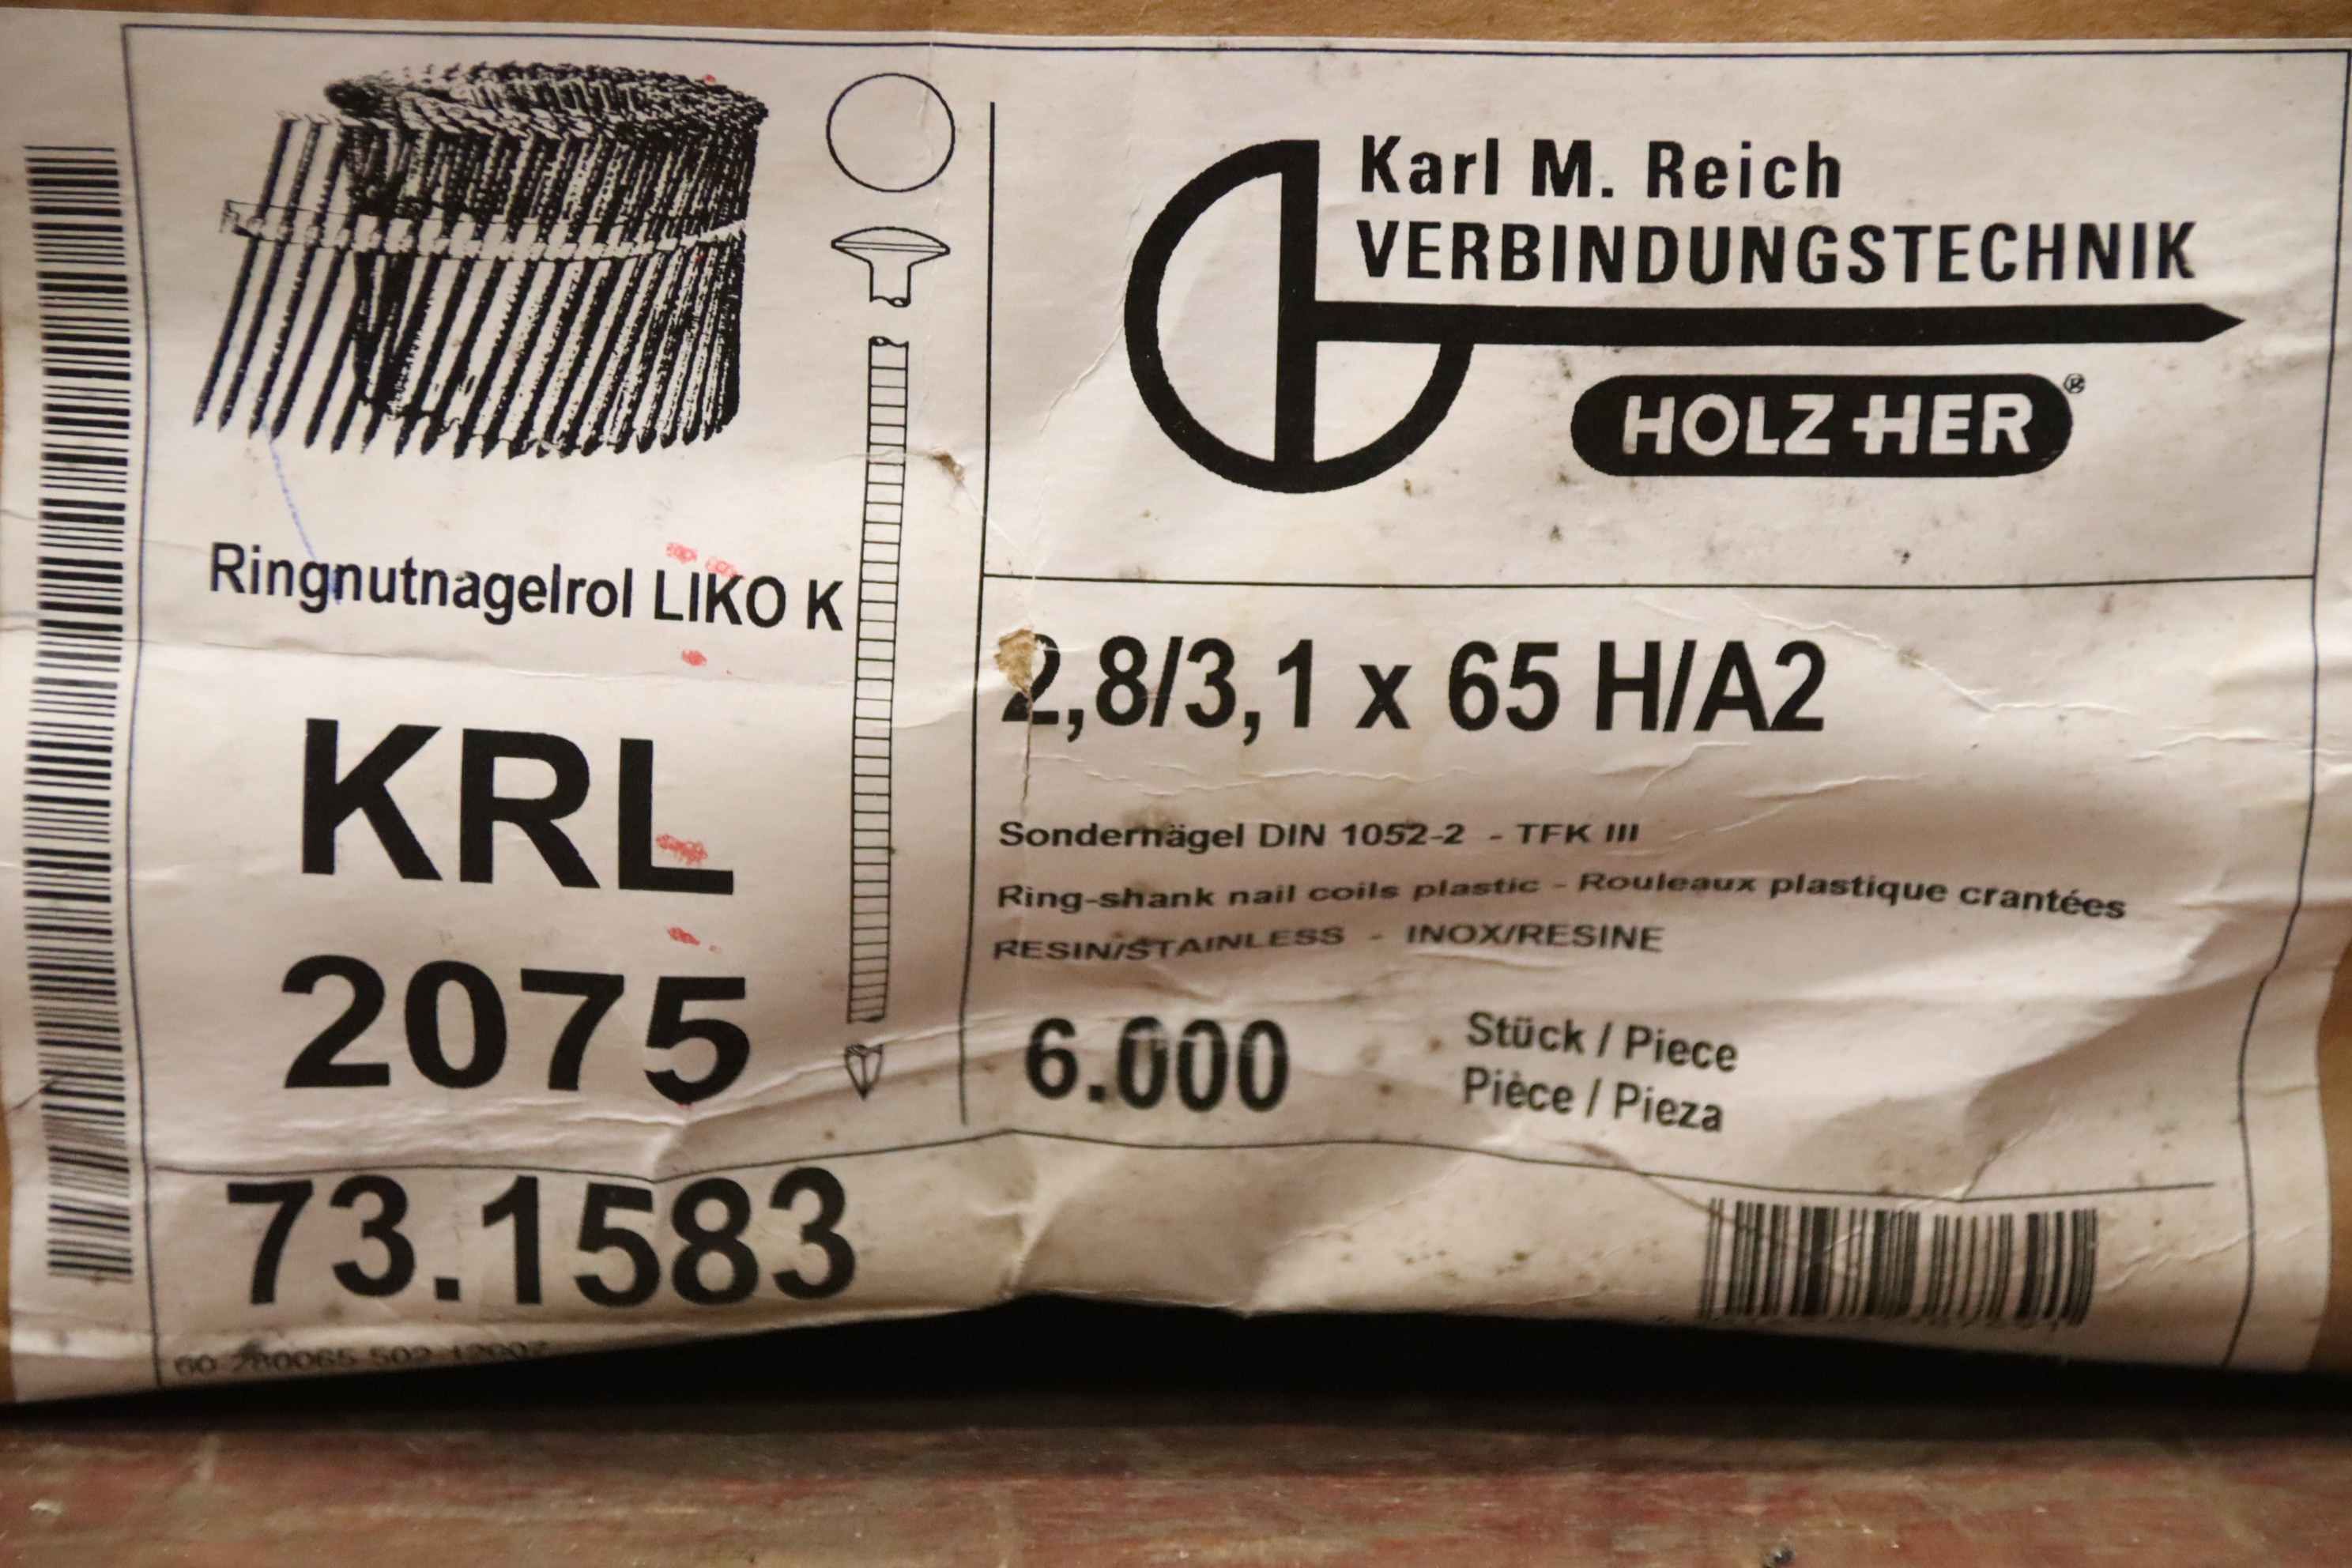 Karl M. Reich
VERBINDUNGSTECHNIK
HOLZ-HER®
Ringnutnagelrol LIKO K
KRL
2075
2,8/3,1 x 65 H/A2
Sondernägel DIN 1052-2 - TFK III
Ring-shank nail coils plastic - Rouleaux plastique crantées
RESIN/STAINLESS - INOX/RESINE
6.000
Stück / Piece
Pièce / Pieza
73.1583